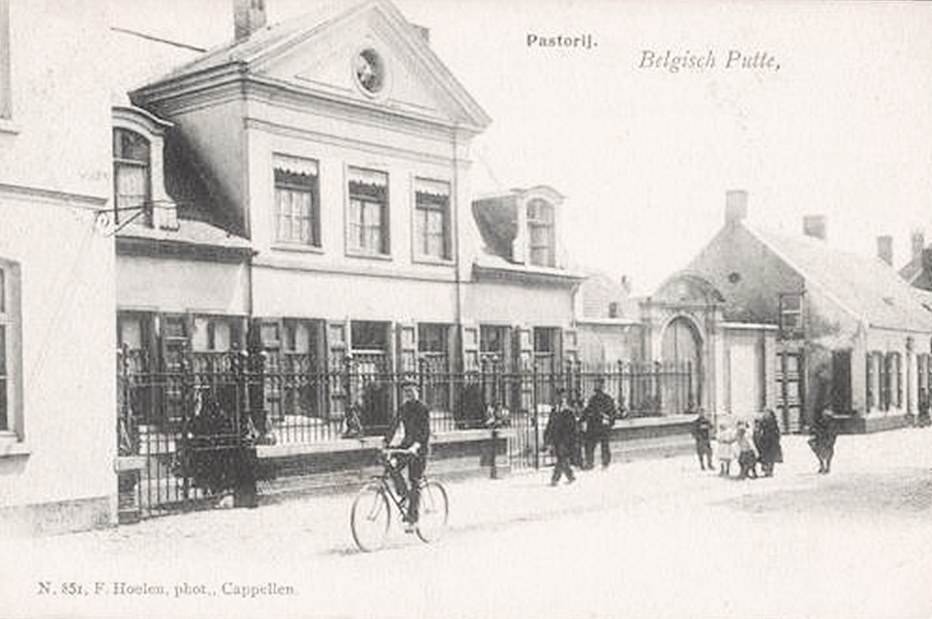 Pastorij.
Belgisch Putte,
N. 851, F. Hoelen, phot., Cappellen.